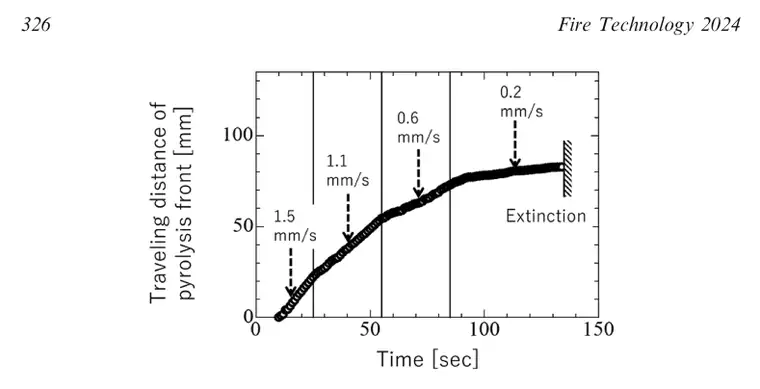 326
Fire Technology 2024
Traveling distance of
pyrolysis front [mm]
100
50
0
1.5
mm/s
1.1
mm/s
0.6
mm/s
0.2
mm/s
Extinction
0
50
100
150
Time [sec]